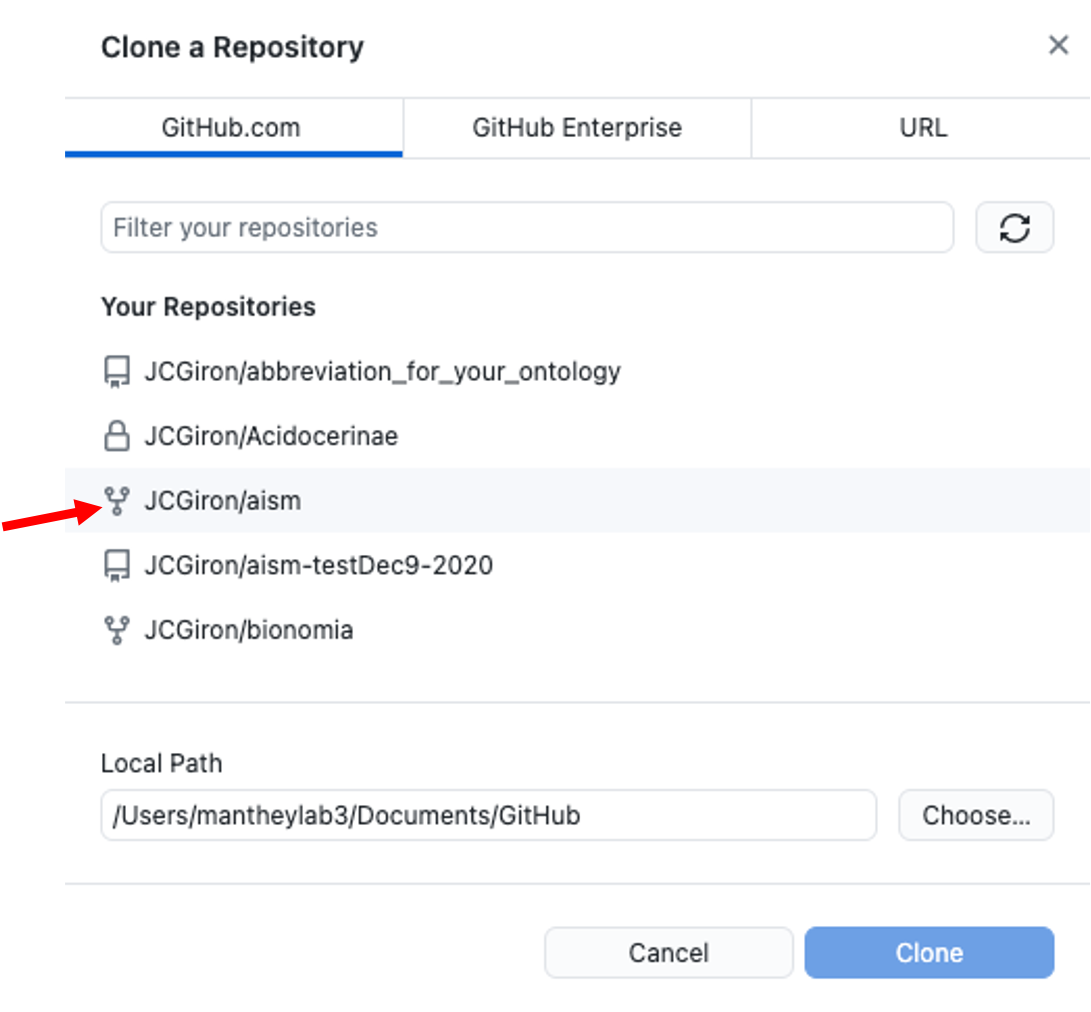 Clone a Repository
GitHub.com
GitHub Enterprise
URL
Filter your repositories
Your Repositories
JCGiron/abbreviation_for_your_ontology
JCGiron/Acidocerinae
JCGiron/aism
JCGiron/aism-testDec9-2020
JCGiron/bionomia
Local Path
/Users/mantheylab3/Documents/GitHub
Choose...
Cancel
Clone